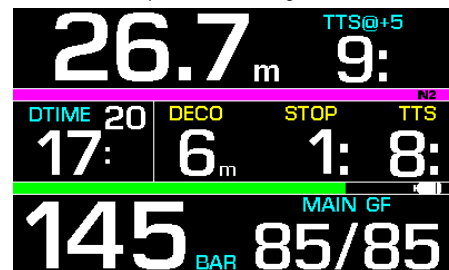 26.7 m TTS@+5 9:
N2
DTIME 20 DECO STOP TTS
17: 6 m 1: 8:
MAIN GF
145 BAR 85/85